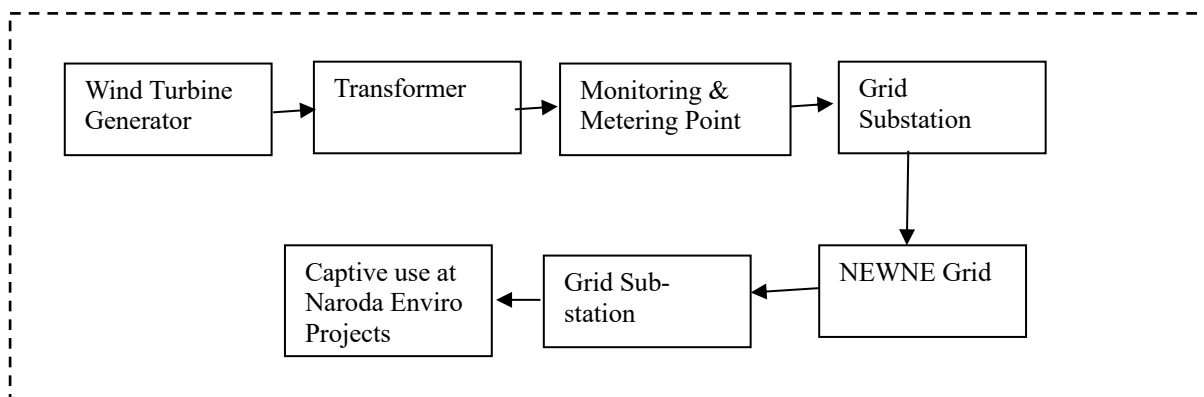 Wind Turbine
Generator
Transformer
Monitoring &
Metering Point
Grid
Substation
NEWNE Grid
Grid Sub-
station
Captive use at
Naroda Enviro
Projects